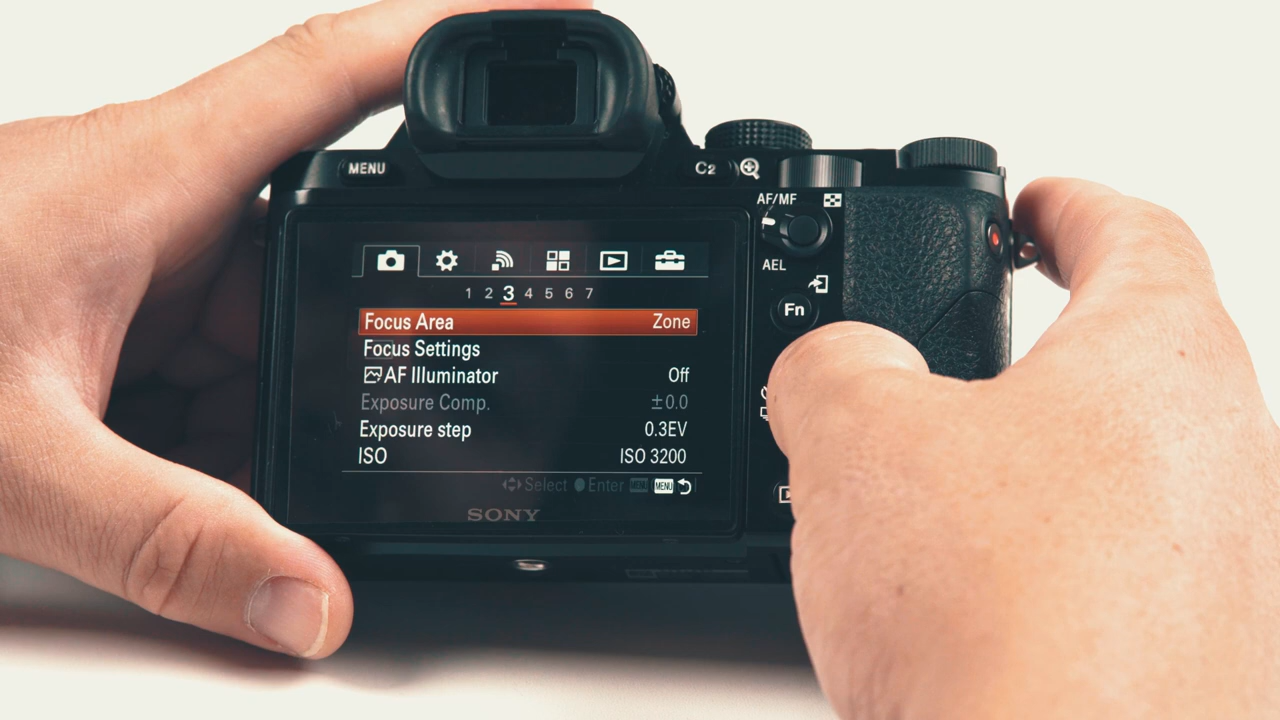 MENU
C2
AF/MF
AEL
Fn
1 2 3 4 5 6 7
Focus Area Zone
Focus Settings
AF Illuminator Off
Exposure Comp. ±0.0
Exposure step 0.3EV
ISO ISO 3200
Select Enter MENU MENU
SONY